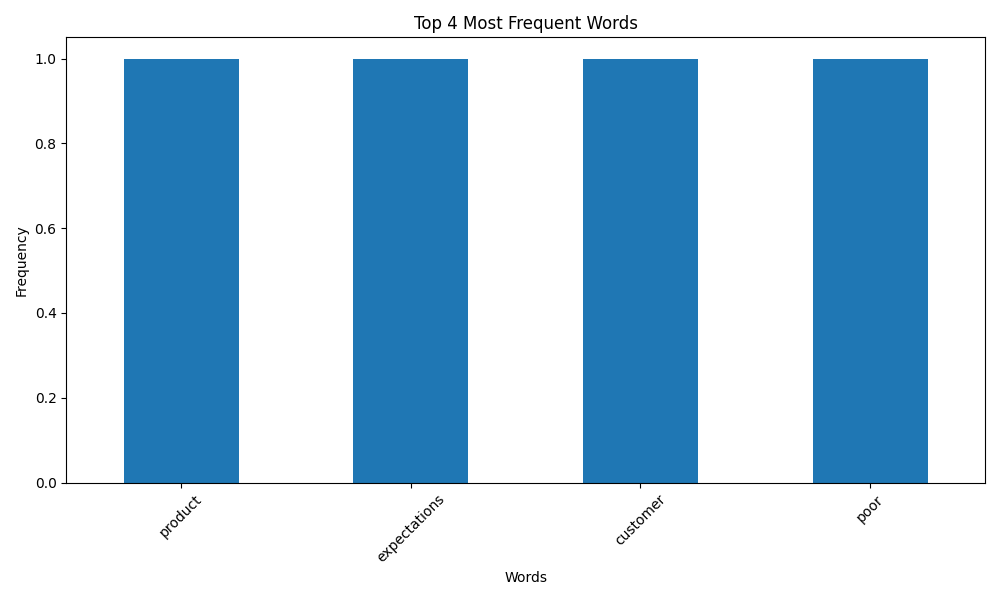 Top 4 Most Frequent Words
Frequency
1.0
0.8
0.6
0.4
0.2
0.0
product
expectations
customer
poor
Words